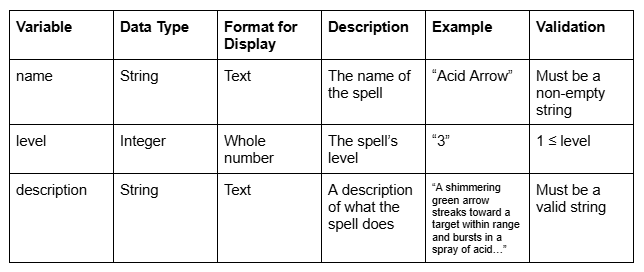 Variable Data Type Format for Display Description Example Validation
name String Text The name of the spell “Acid Arrow” Must be a non-empty string
level Integer Whole number The spell’s level “3” 1 ≤ level
description String Text A description of what the spell does “A shimmering green arrow streaks toward a target within range and bursts in a spray of acid…” Must be a valid string